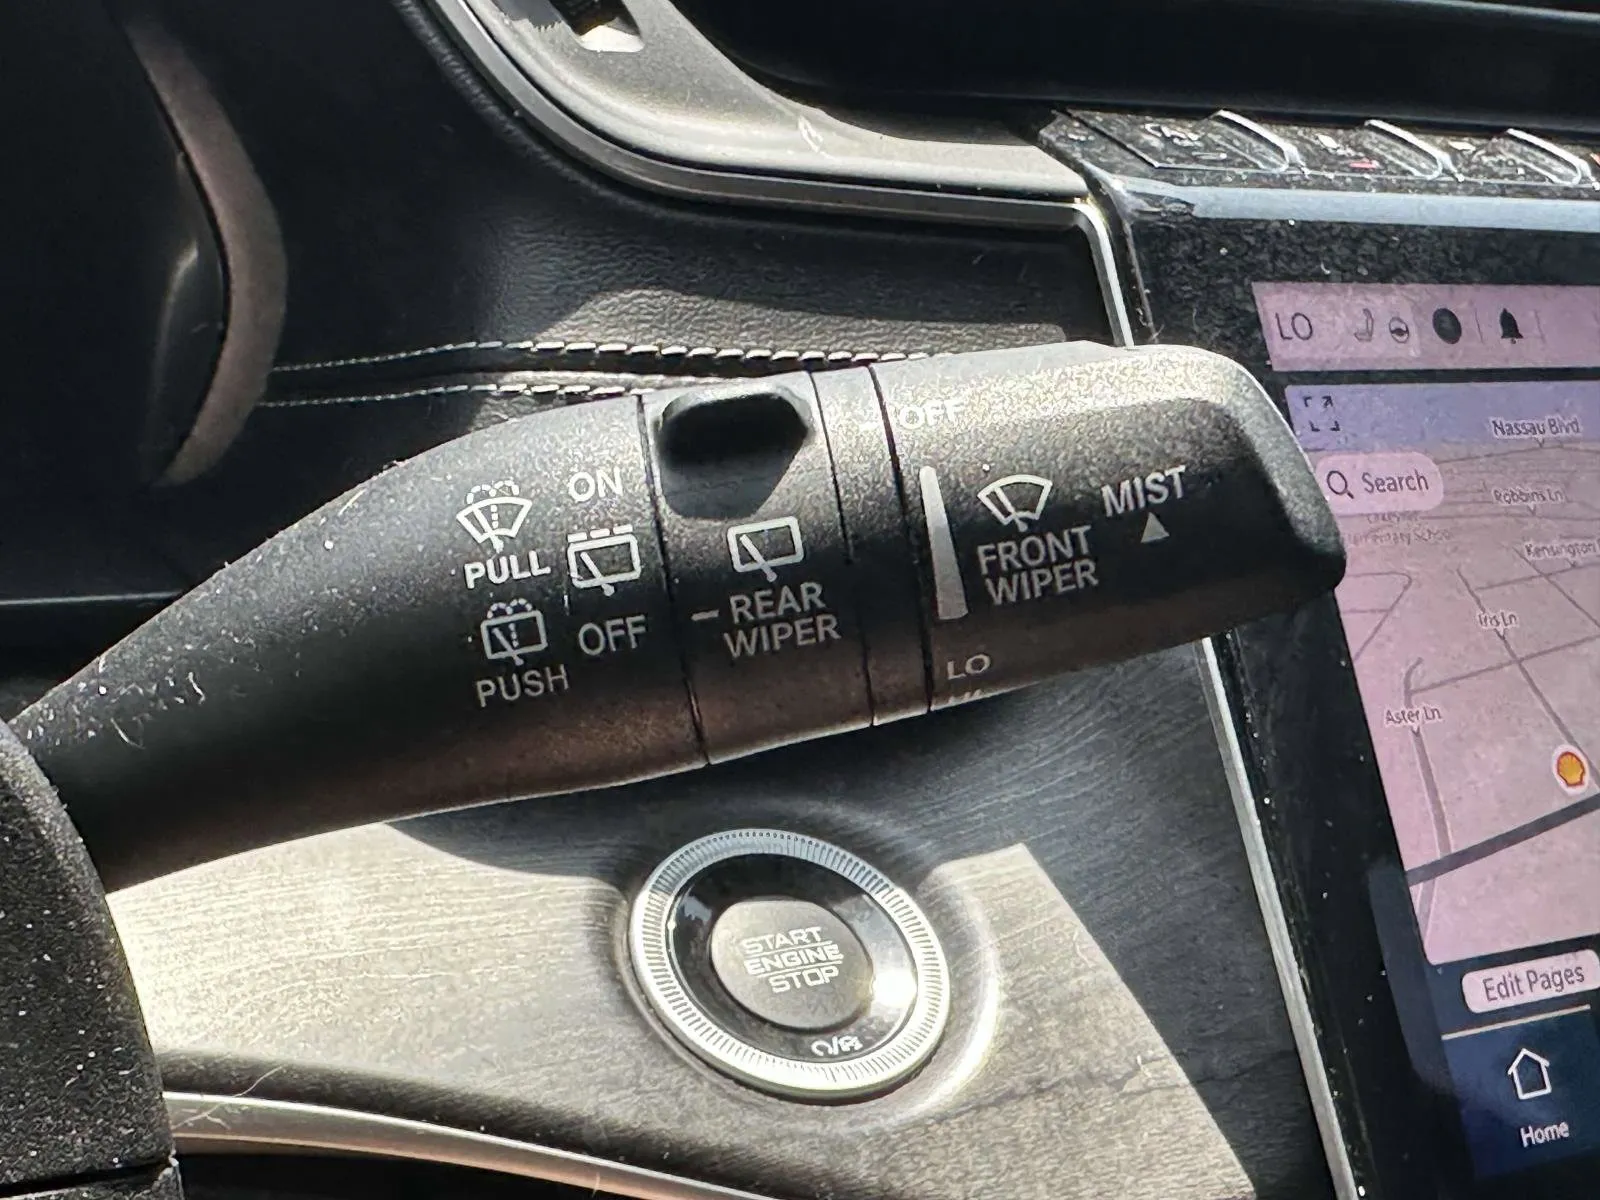 ON
PULL
OFF
PUSH
REAR
WIPER
OFF
FRONT
WIPER
MIST
LO
START
ENGINE
STOP
LO
Nassau Blvd
Search
Robbins Ln
Kensington
Iris Ln
Aster Ln
Edit Pages
Home